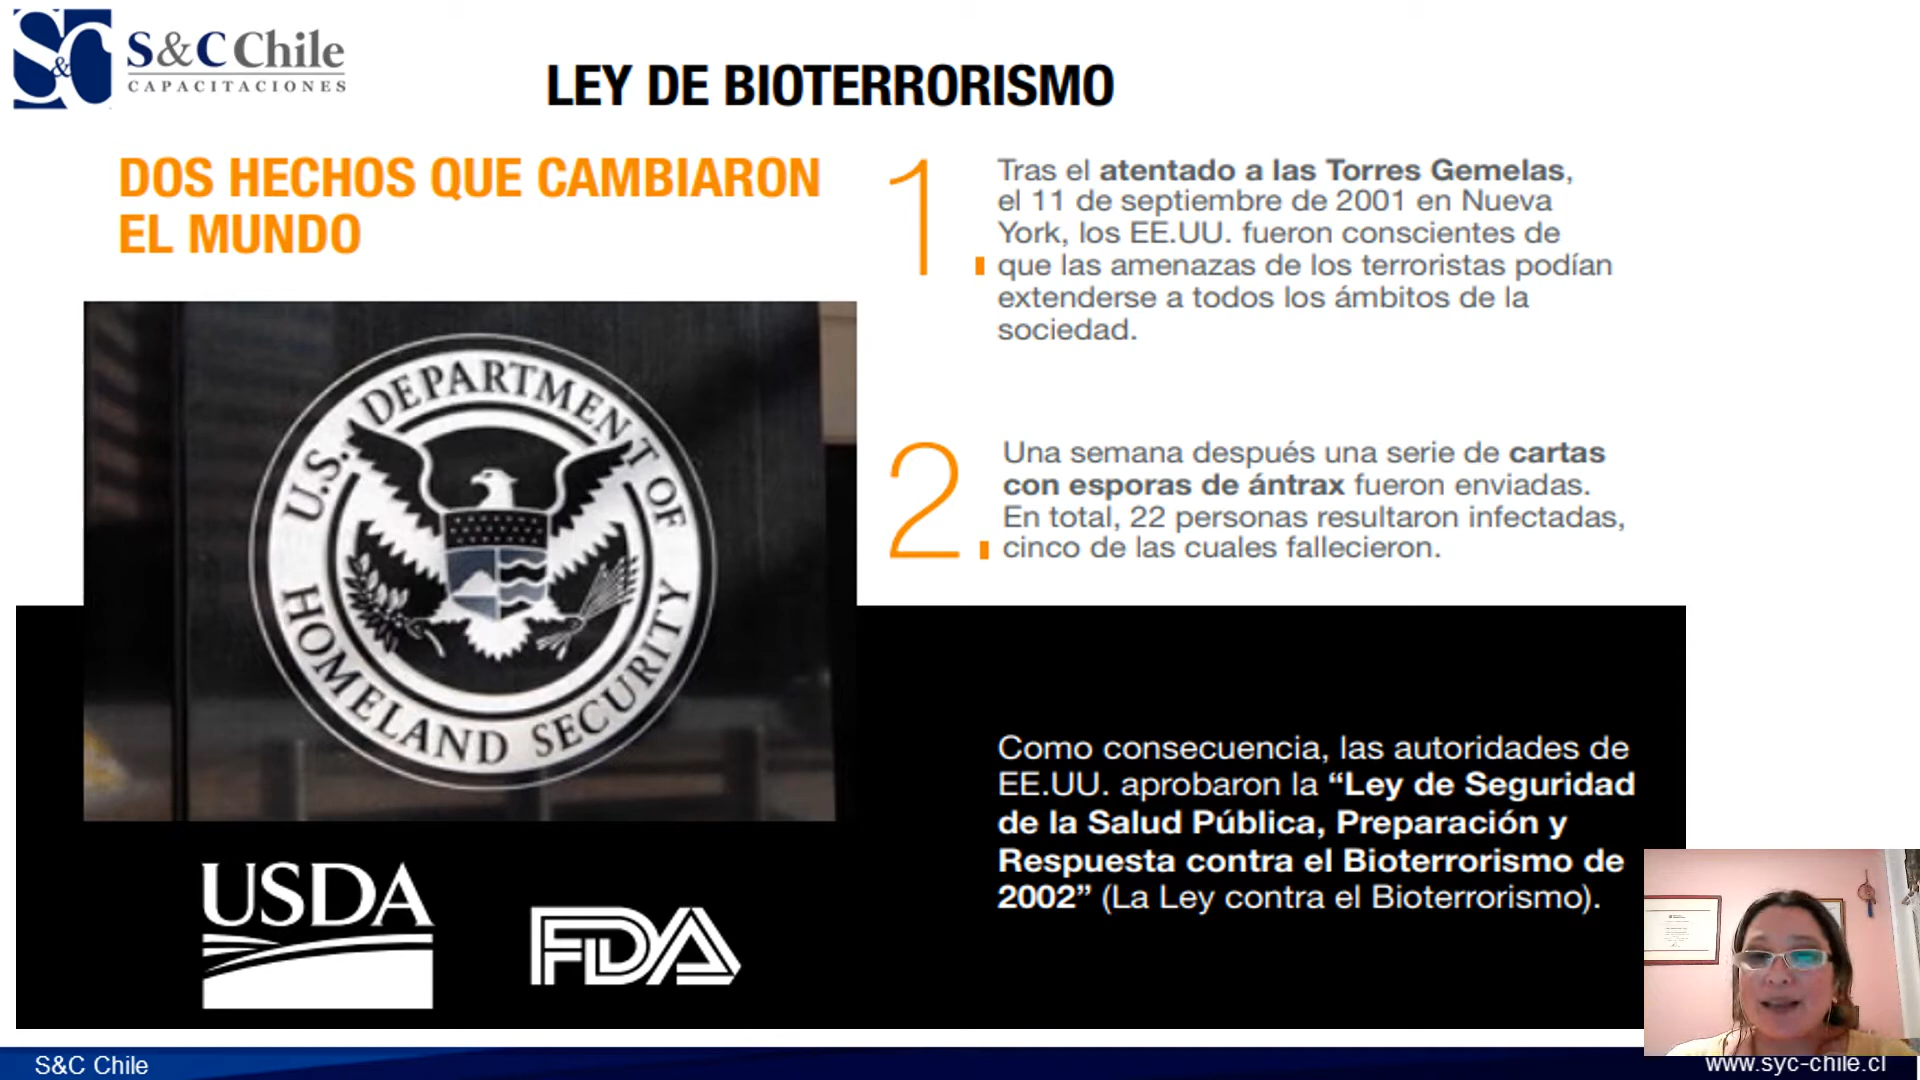 S&C Chile
CAPACITACIONES
LEY DE BIOTERRORISMO
DOS HECHOS QUE CAMBIARON
EL MUNDO
1.
Tras el atentado a las Torres Gemelas,
el 11 de septiembre de 2001 en Nueva
York, los EE.UU. fueron conscientes de
que las amenazas de los terroristas podían
extenderse a todos los ámbitos de la
sociedad.
2.
Una semana después una serie de cartas
con esporas de ántrax fueron enviadas.
En total, 22 personas resultaron infectadas,
cinco de las cuales fallecieron.
U.S. DEPARTMENT OF
HOMELAND SECURITY
Como consecuencia, las autoridades de
EE.UU. aprobaron la “Ley de Seguridad
de la Salud Pública, Preparación y
Respuesta contra el Bioterrorismo de
2002” (La Ley contra el Bioterrorismo).
USDA
FDA
S&C Chile
www.syc-chile.cl